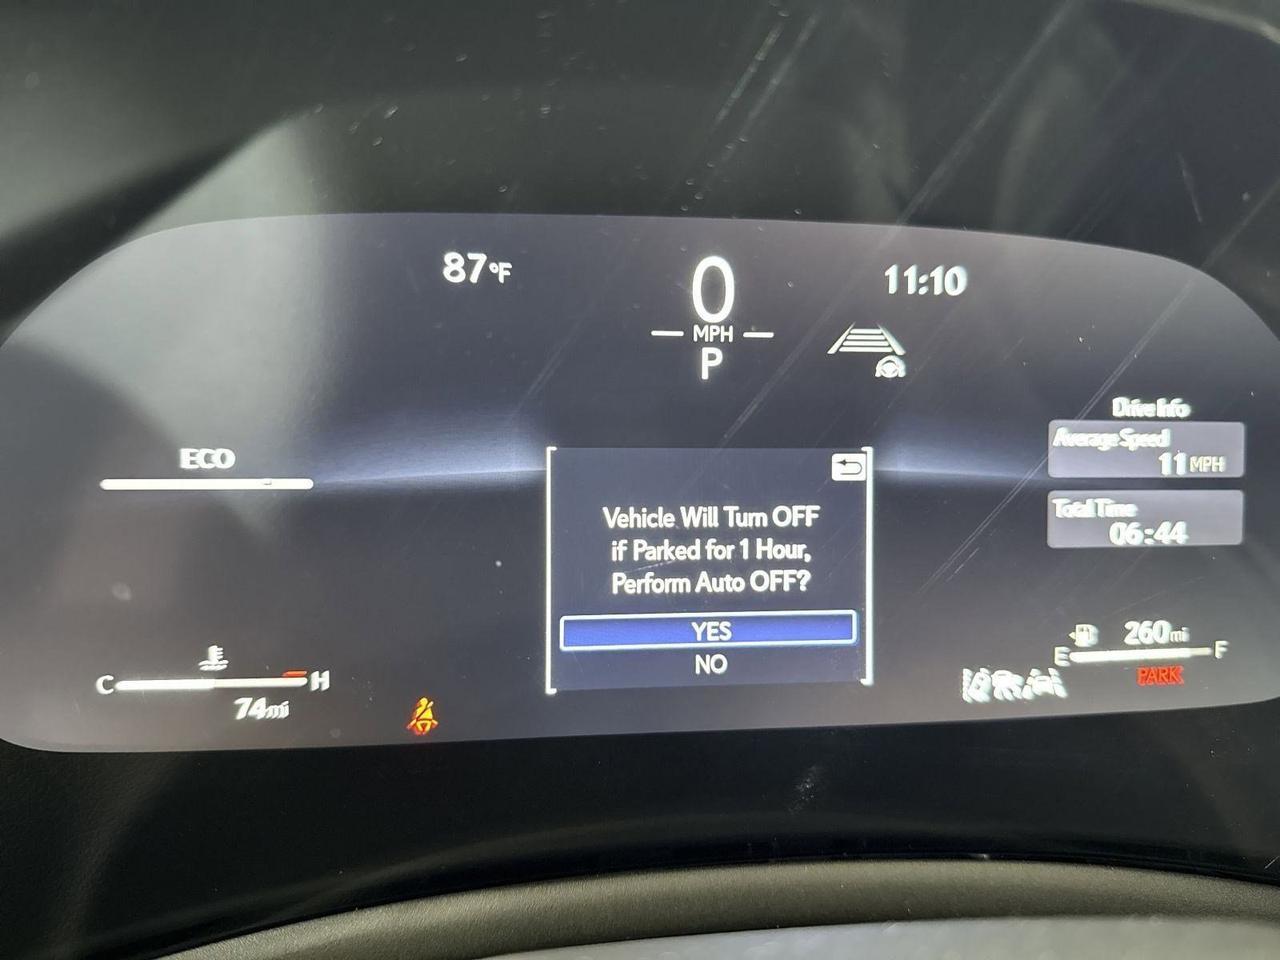 87°F
0
MPH
P
11:10
ECO
Drive Info
Average Speed
11 MPH
Total Time
06:44
Vehicle Will Turn OFF
if Parked for 1 Hour,
Perform Auto OFF?
YES
NO
C H
74mi
260mi
E F
PARK